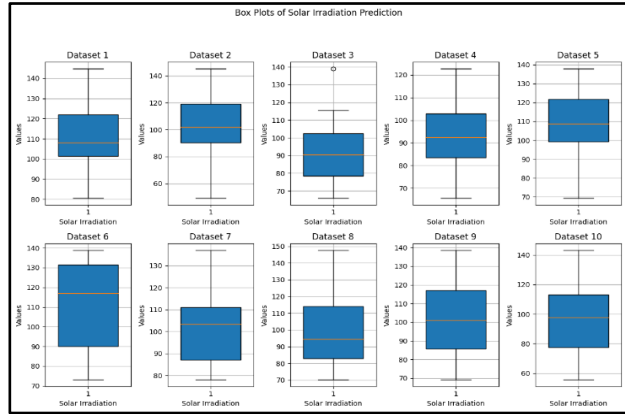 Box Plots of Solar Irradiation Prediction
Dataset 1 Dataset 2 Dataset 3 Dataset 4 Dataset 5
Values Values Values Values Values
140 130 120 110 100 90 80
140 120 100 80 60
140 130 120 110 100 90 80 70
120 110 100 90 80 70
140 130 120 110 100 90 80 70
1 1 1 1 1
Solar Irradiation Solar Irradiation Solar Irradiation Solar Irradiation Solar Irradiation
Dataset 6 Dataset 7 Dataset 8 Dataset 9 Dataset 10
Values Values Values Values Values
140 130 120 110 100 90 80 70
130 120 110 100 90 80
150 140 130 120 110 100 90 80 70
140 130 120 110 100 90 80 70
140 120 100 80 60
1 1 1 1 1
Solar Irradiation Solar Irradiation Solar Irradiation Solar Irradiation Solar Irradiation